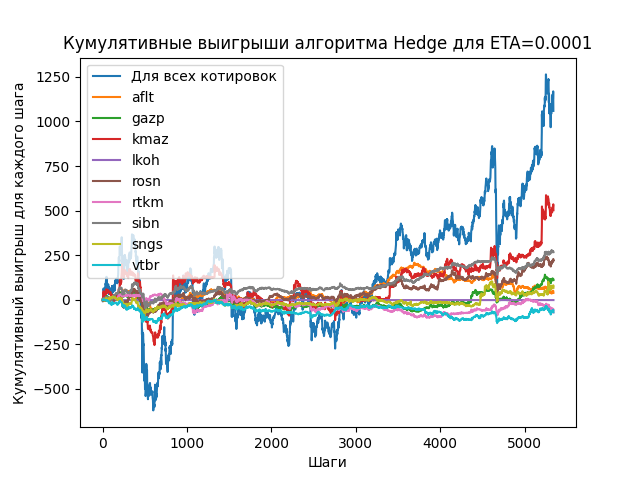 Кумулятивные выигрыши алгоритма Hedge для ETA=0.0001
Кумулятивный выигрыш для каждого шага
1250
1000
750
500
250
0
−250
−500
Для всех котировок
aflt
gazp
kmaz
lkoh
rosn
rtkm
sibn
sngs
vtbr
0 1000 2000 3000 4000 5000
Шаги